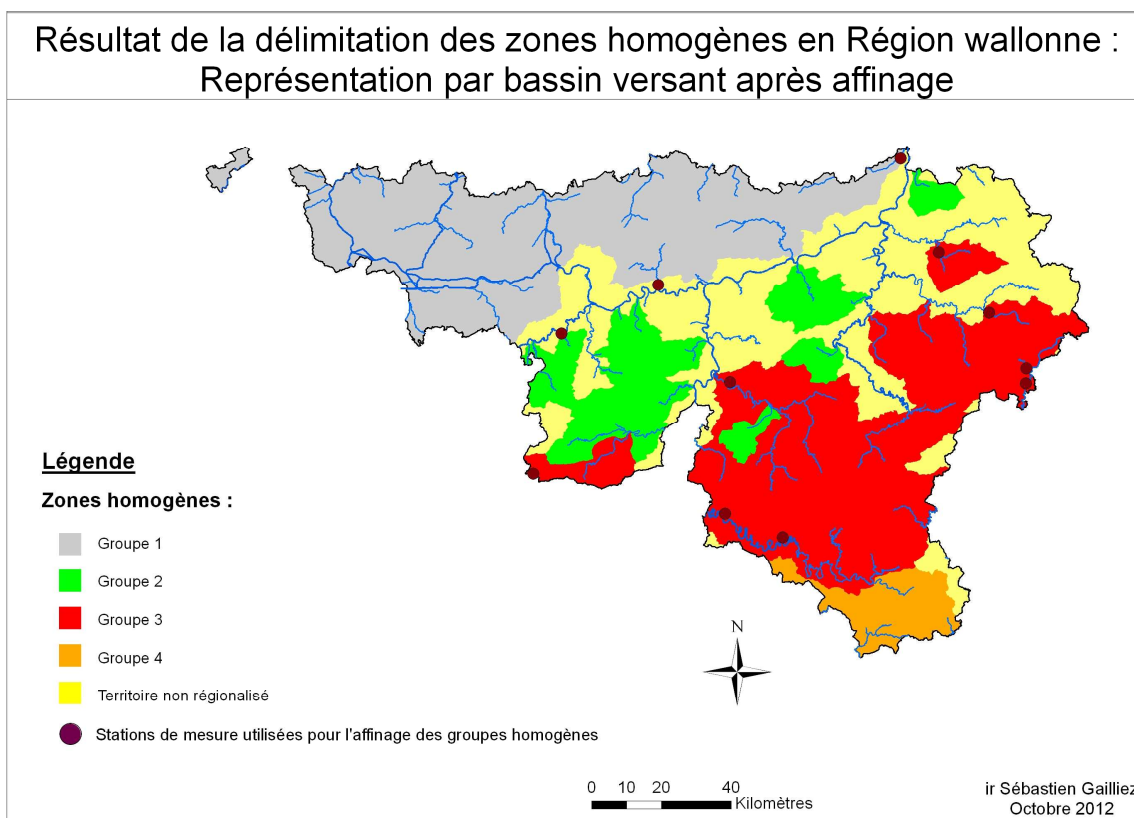 Résultat de la délimitation des zones homogènes en Région wallonne :
Représentation par bassin versant après affinage
Légende
Zones homogènes :
Groupe 1
Groupe 2
Groupe 3
Groupe 4
Territoire non régionalisé
Stations de mesure utilisées pour l'affinage des groupes homogènes
N
0 10 20 40
Kilomètres
ir Sébastien Gailliez
Octobre 2012